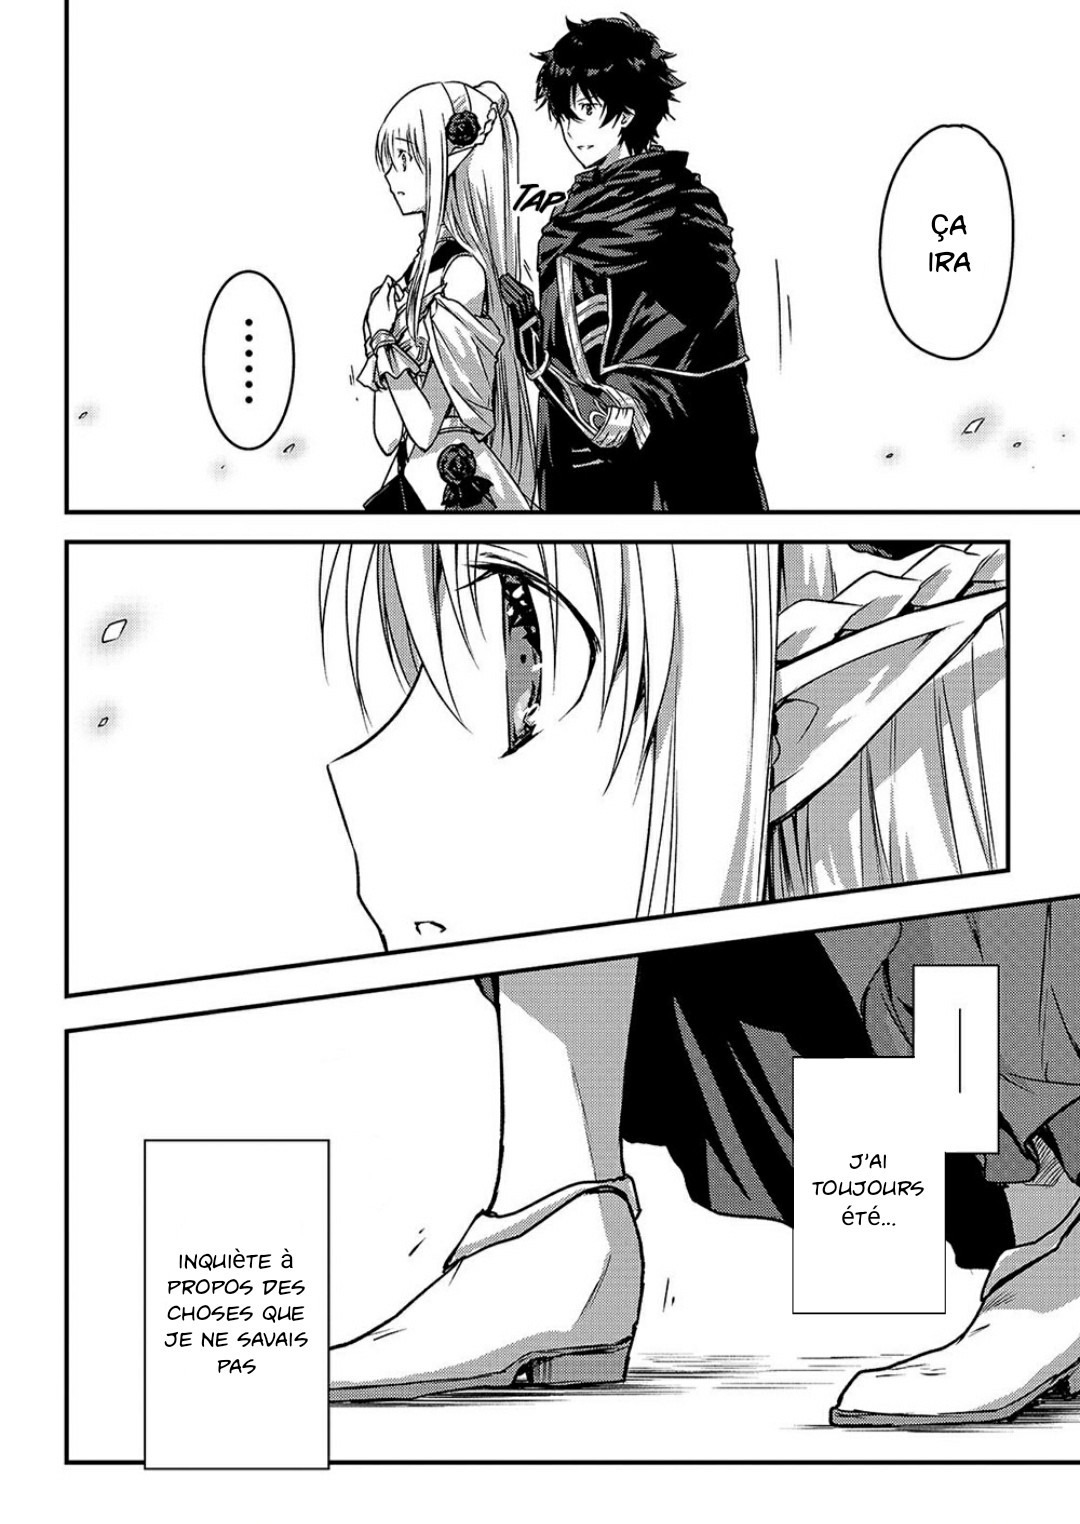 ÇA
IRA
TAP
......
J'AI
TOUJOURS
ÉTÉ...
INQUIÈTE À
PROPOS DES
CHOSES QUE
JE NE SAVAIS
PAS